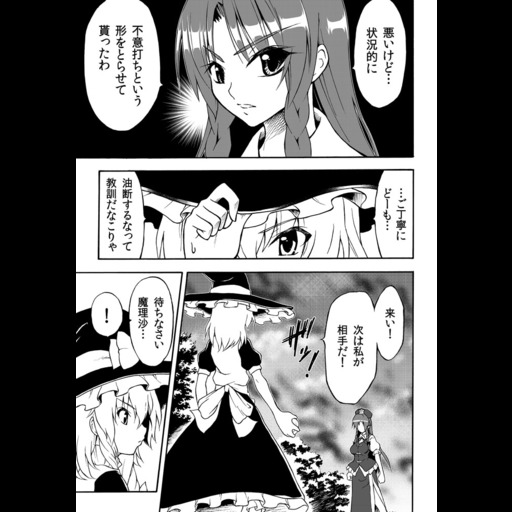 悪いけど…
状況的に
不意打ちという
形をとらせて
貰ったわ
…ご丁寧に
どーも…
油断するなって
教訓だなこりゃ
来い!
次は私が
相手だ!
ザッ!!
待ちなさい
魔理沙…
!